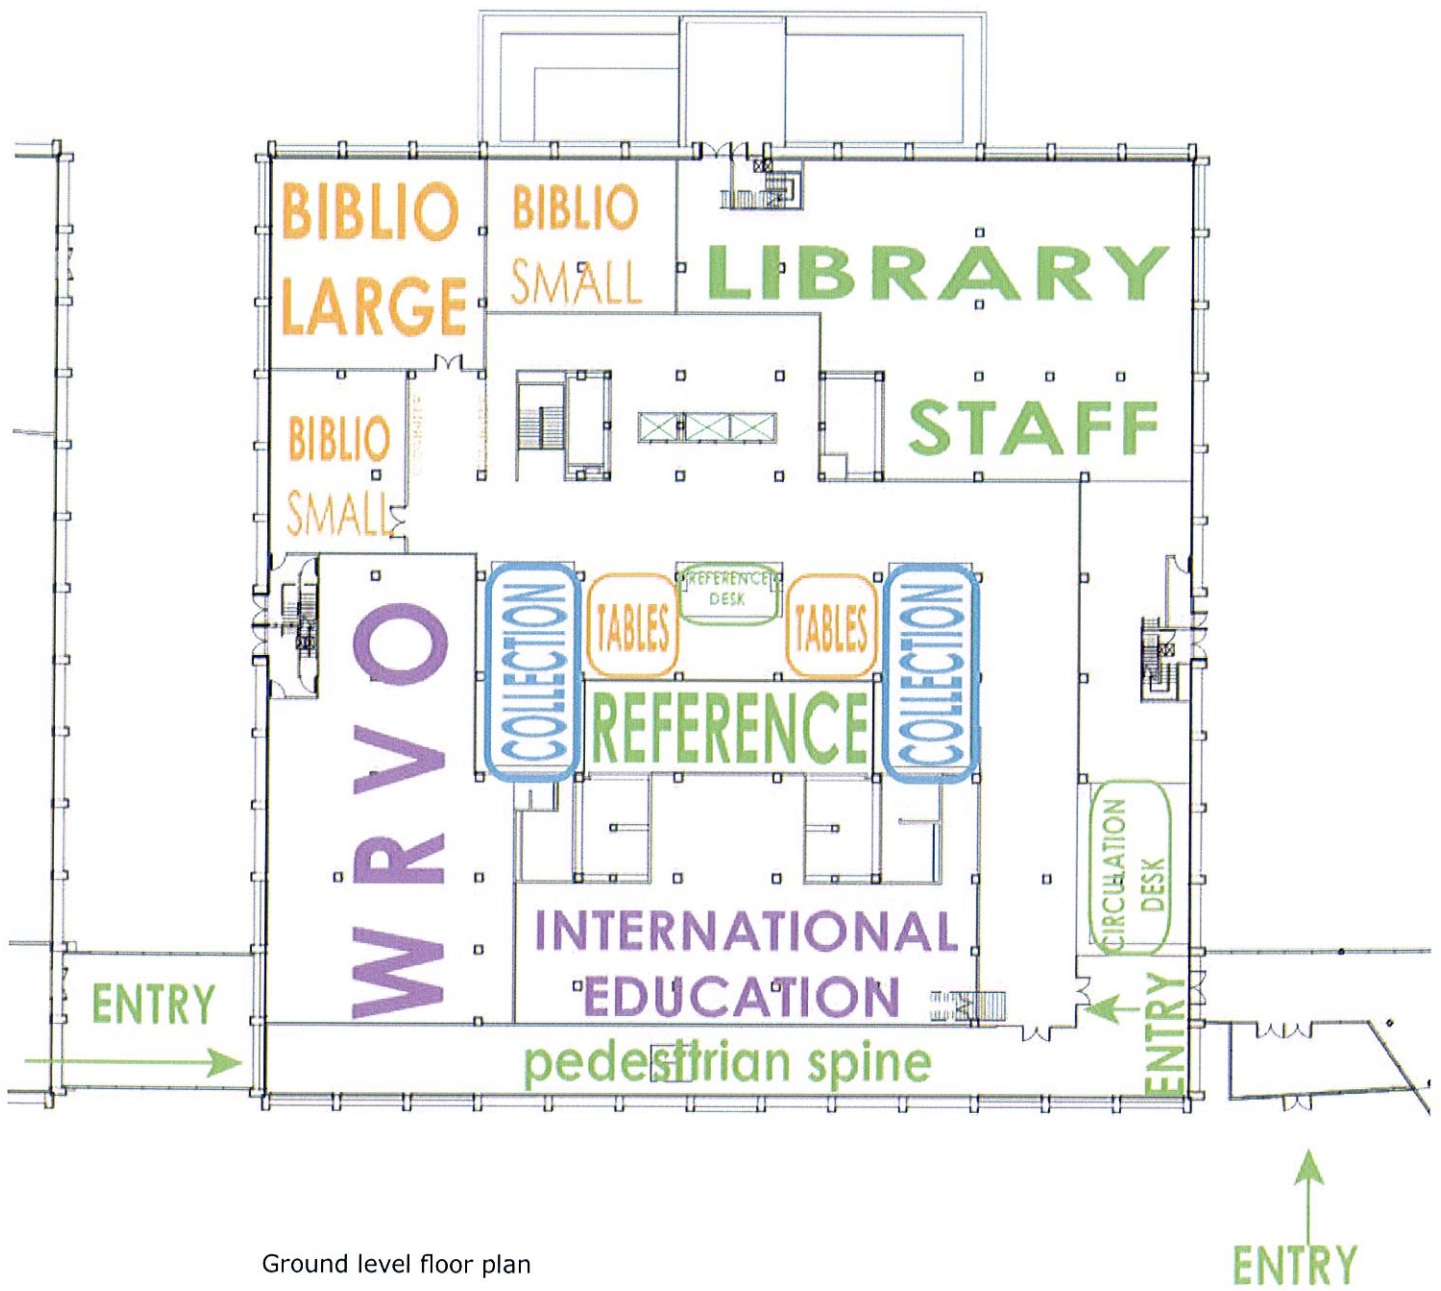 BIBLIO
LARGE
BIBLIO
SMALL
LIBRARY
STAFF
BIBLIO
SMALL
WRVO
COLLECTION
TABLES
REFERENCE
DESK
TABLES
COLLECTION
REFERENCE
CIRCULATION
DESK
INTERNATIONAL
EDUCATION
ENTRY
ENTRY
pedesttrian spine
ENTRY
Ground level floor plan